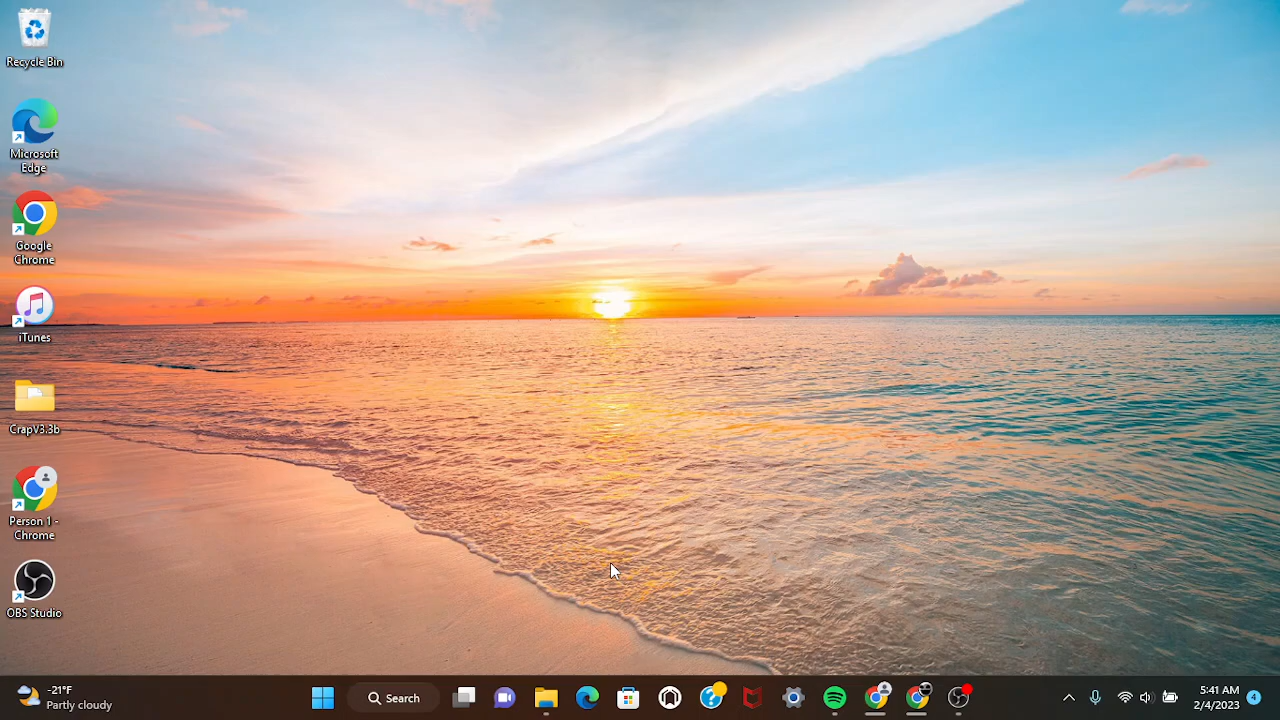 Recycle Bin
Microsoft
Edge
Google
Chrome
iTunes
CrapV3.3b
Person 1 -
Chrome
OBS Studio
-21°F
Partly cloudy
Search
5:41 AM
2/4/2023
4